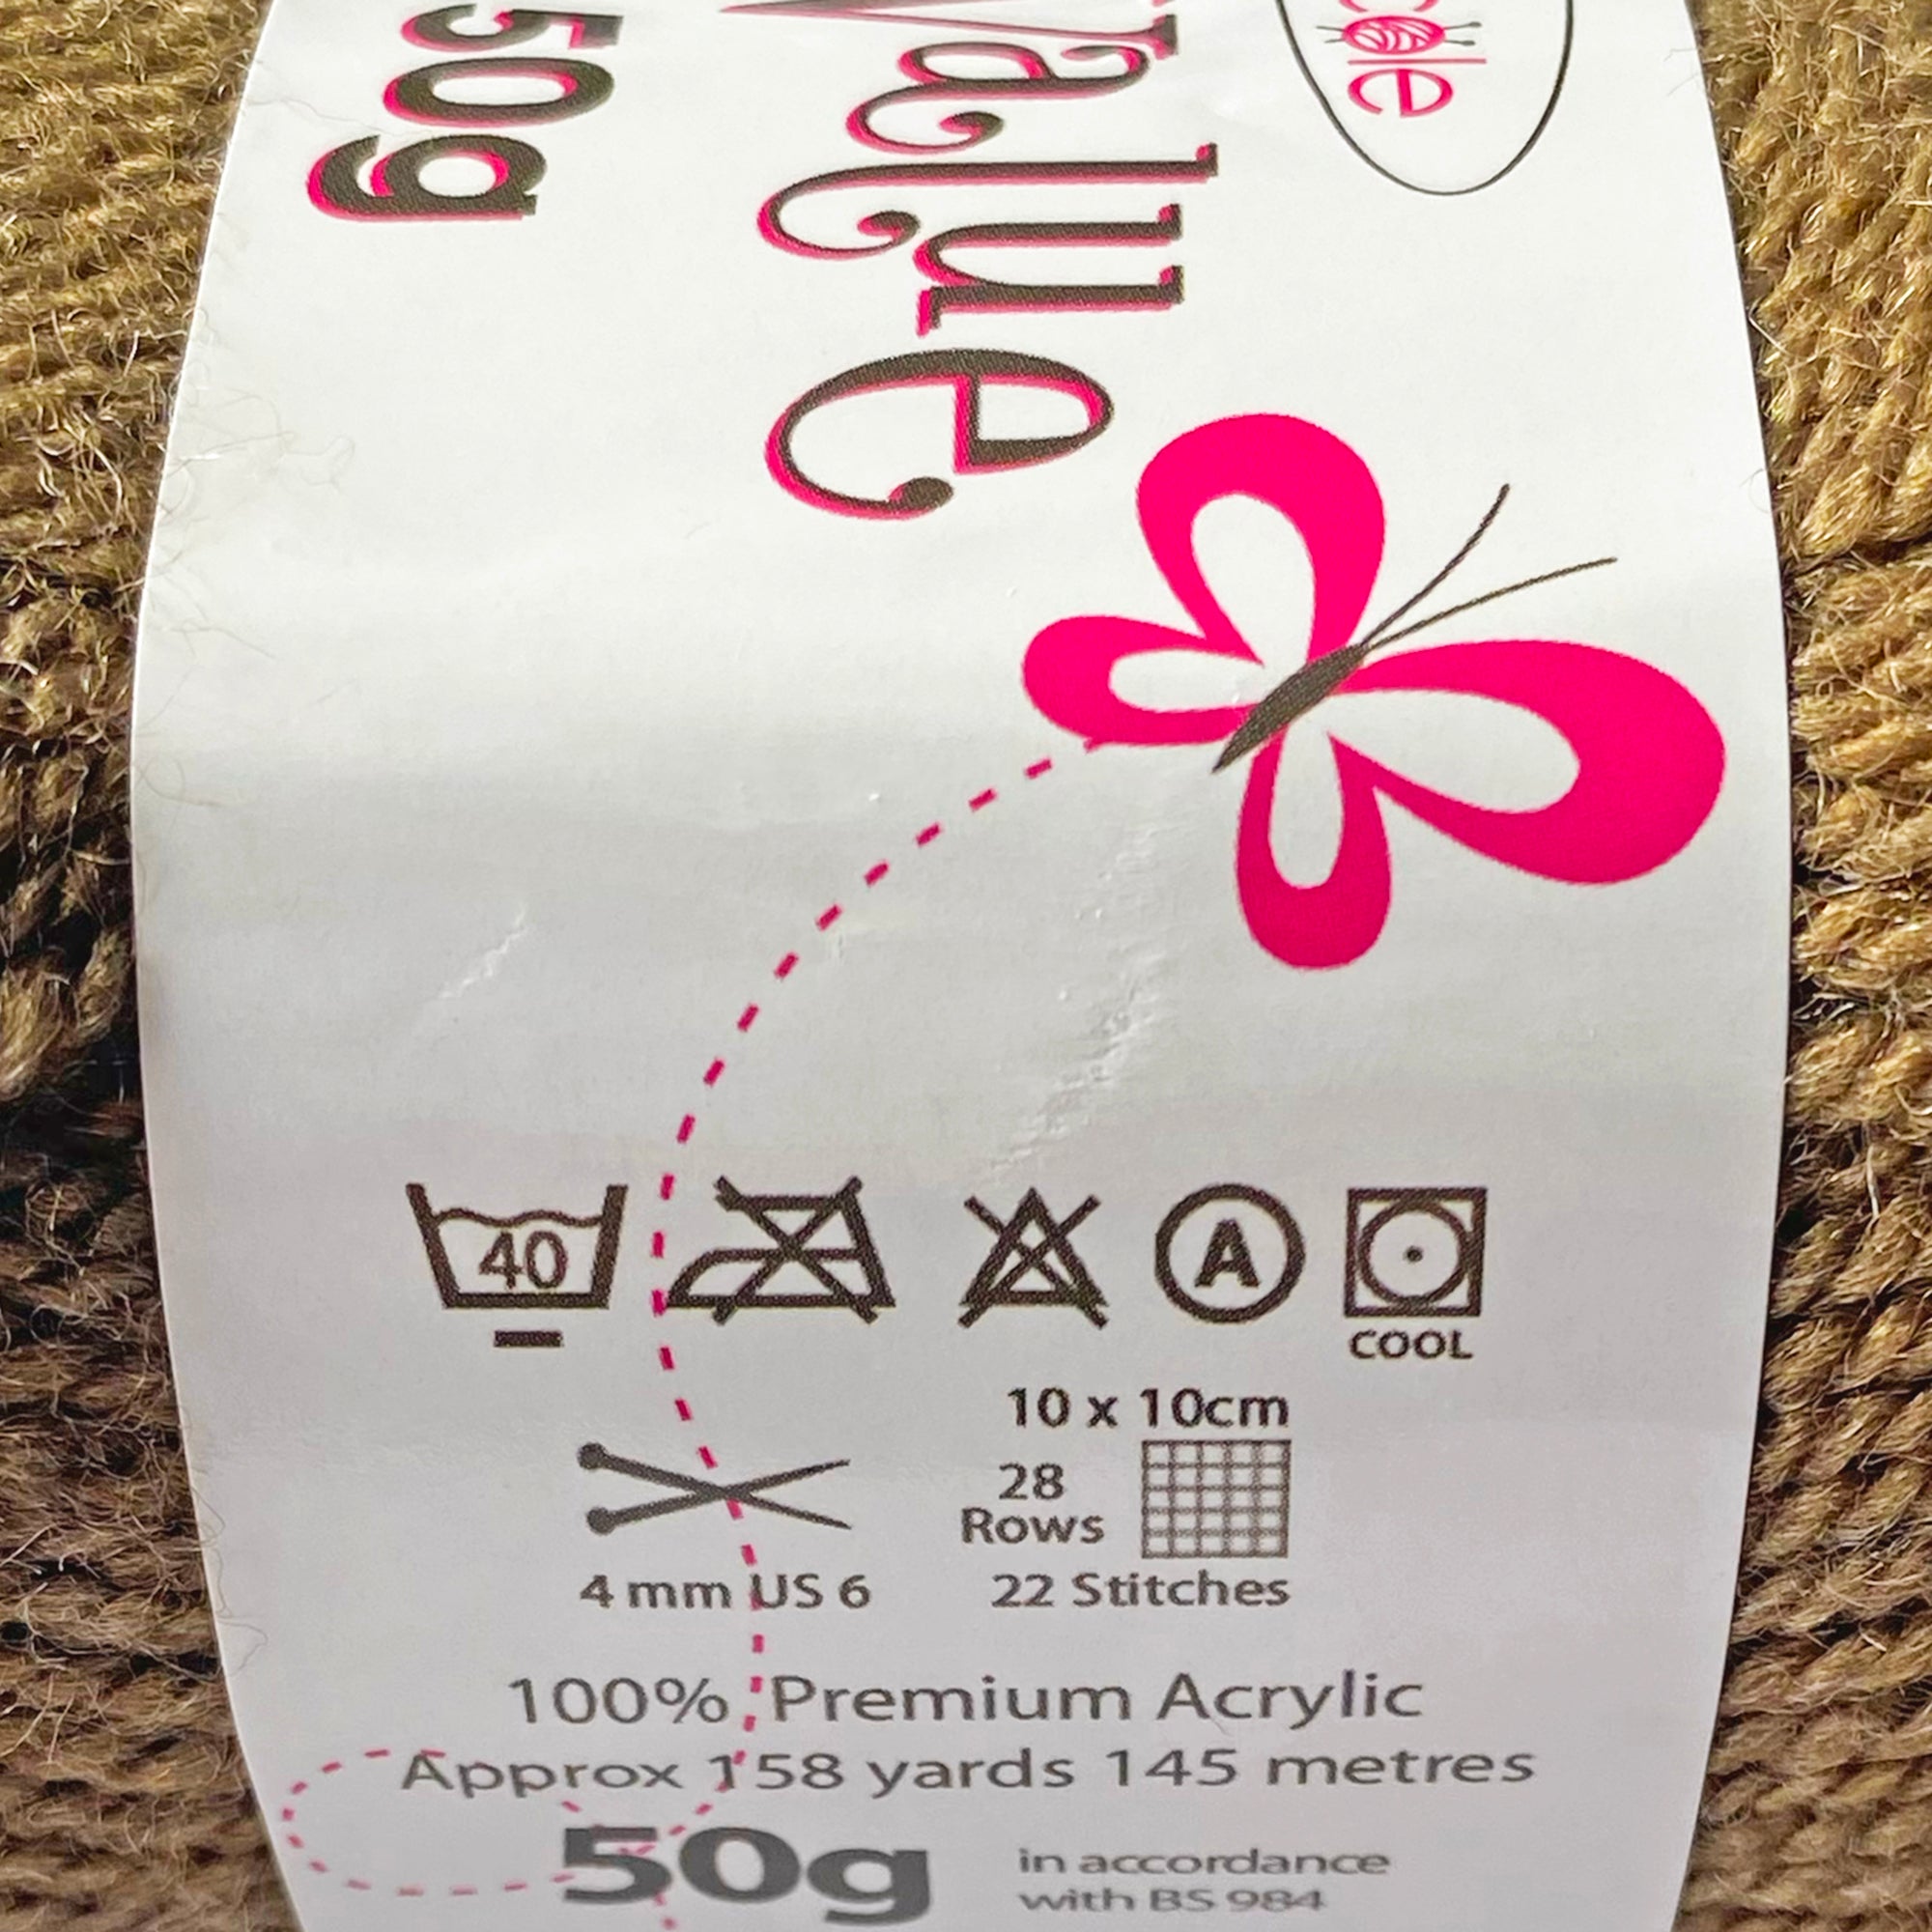 50g
Value
cole
40
A
COOL
10 x 10cm
28
Rows
4 mm US 6
22 Stitches
100% Premium Acrylic
Approx 158 yards 145 metres
50g
in accordance
with BS 984